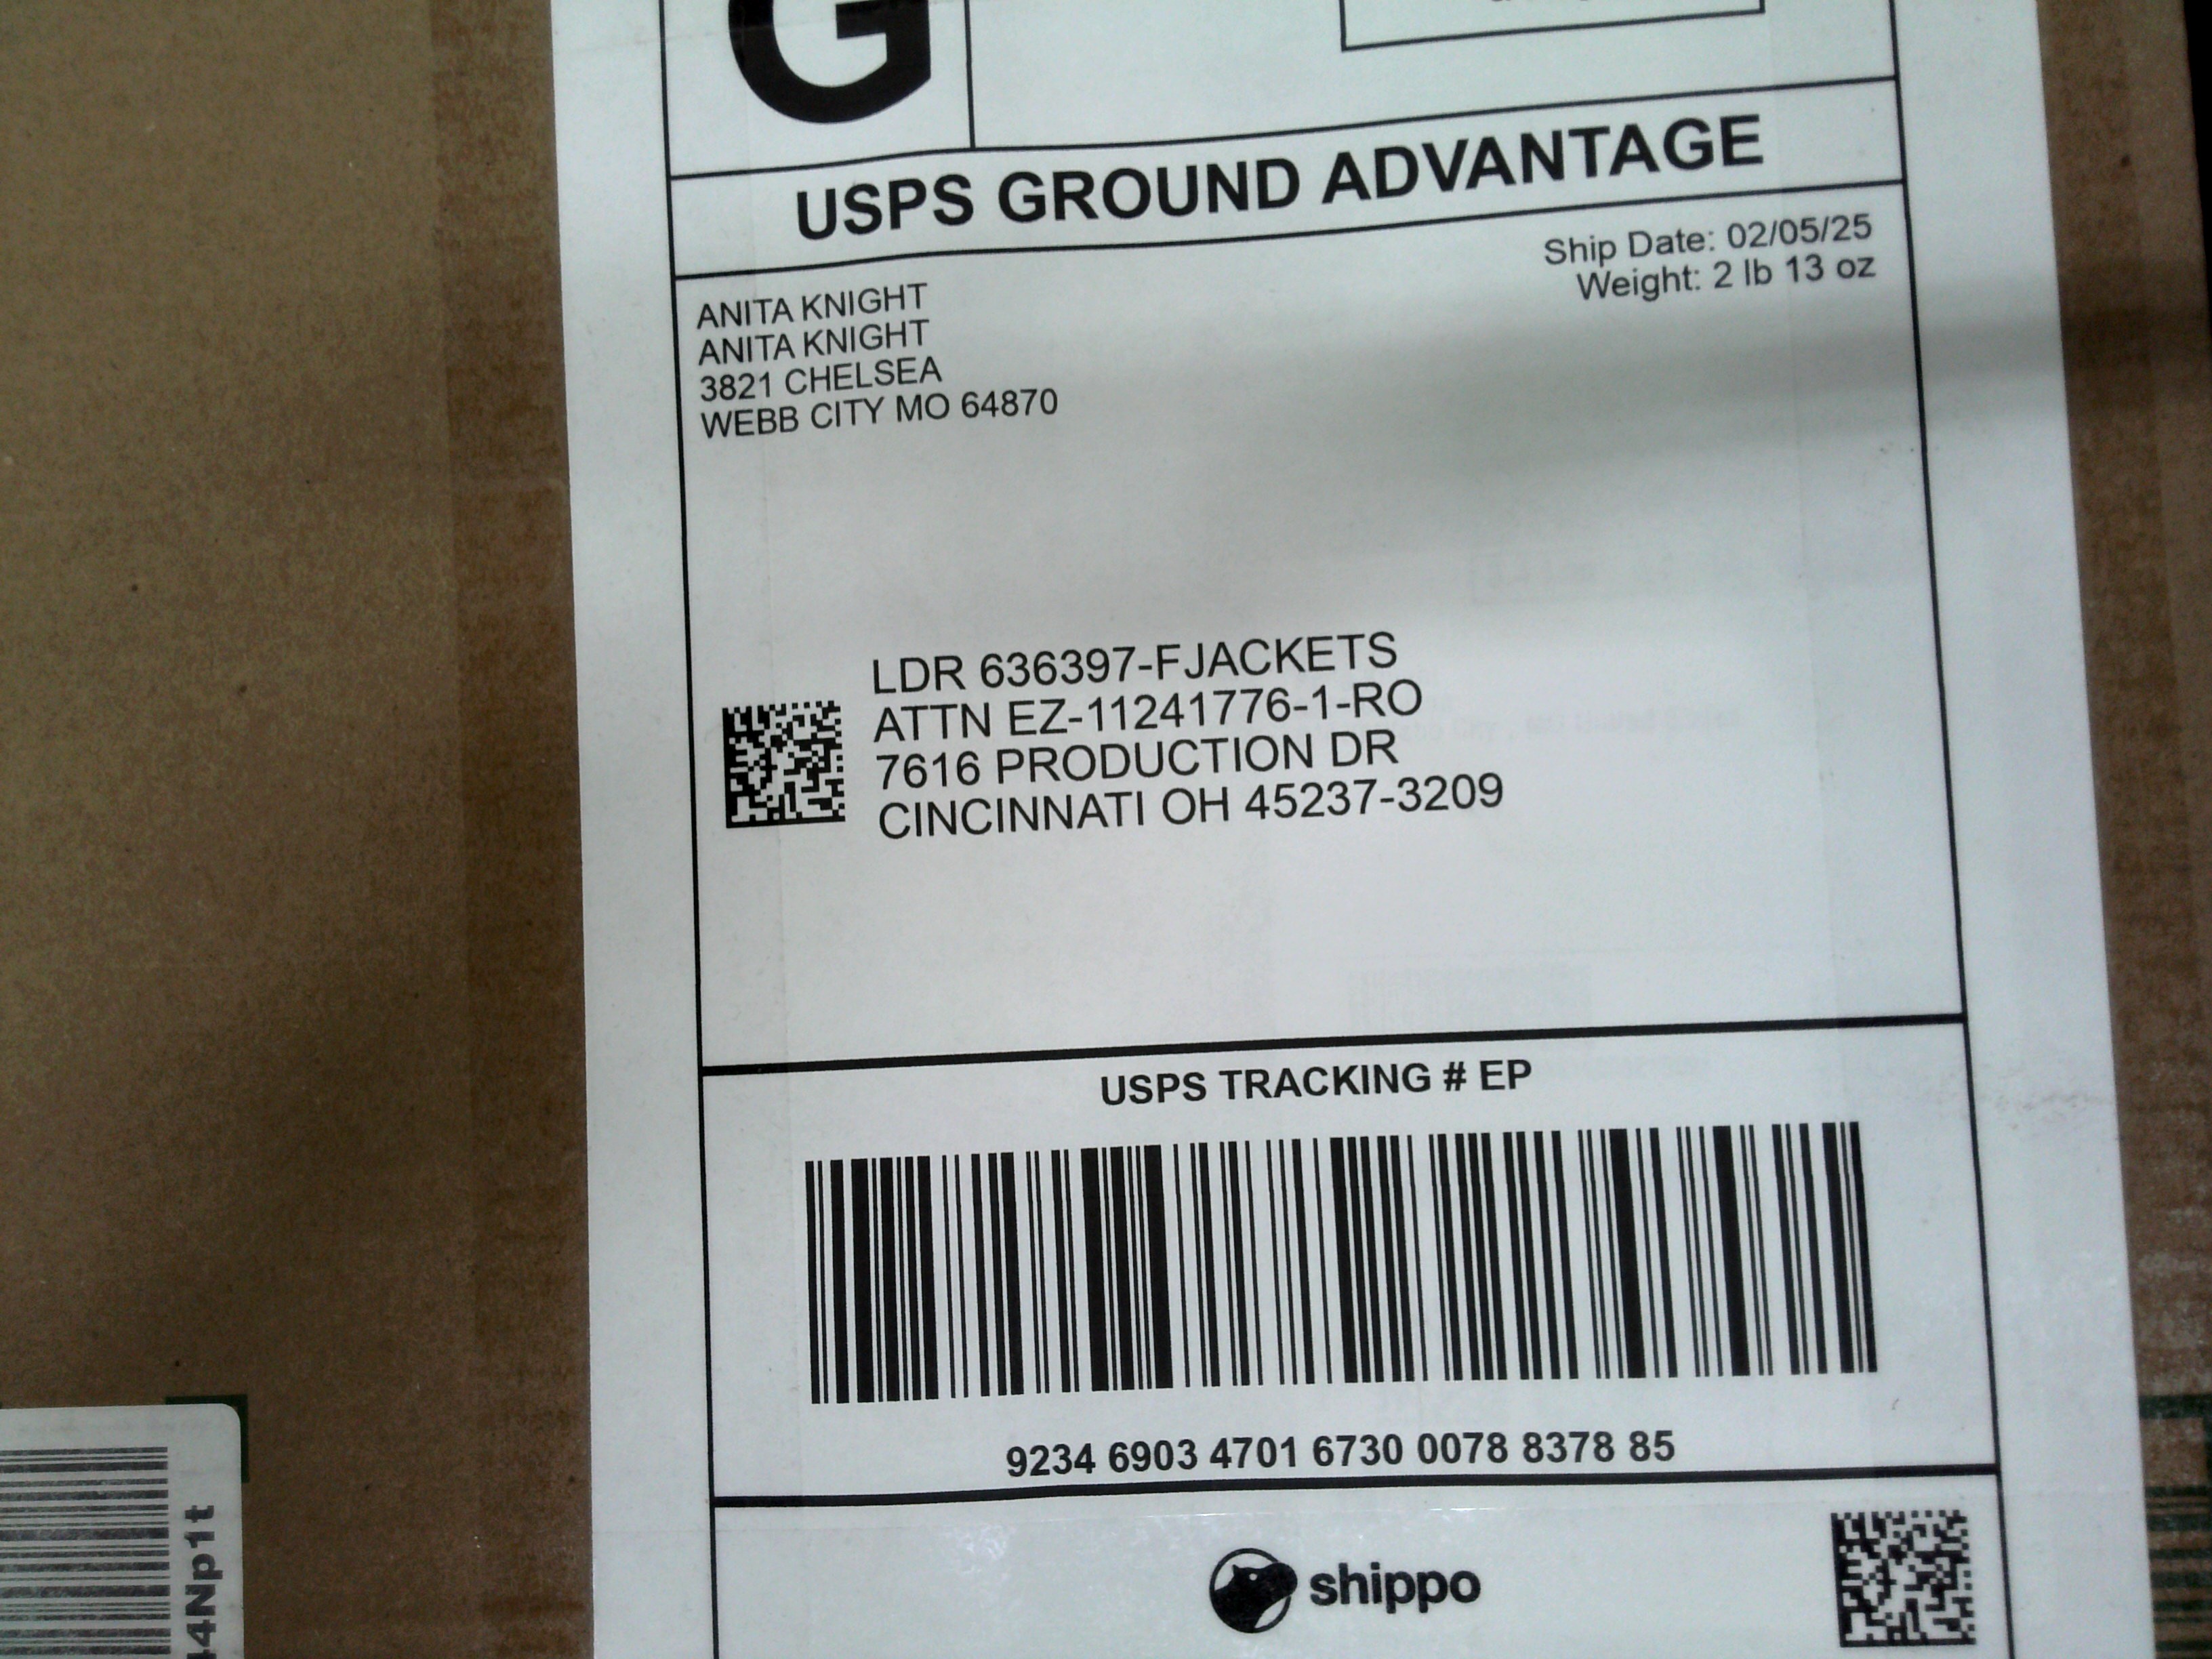 G
USPS GROUND ADVANTAGE
Ship Date: 02/05/25
Weight: 2 lb 13 oz
ANITA KNIGHT
ANITA KNIGHT
3821 CHELSEA
WEBB CITY MO 64870
LDR 636397-FJACKETS
ATTN EZ-11241776-1-RO
7616 PRODUCTION DR
CINCINNATI OH 45237-3209
USPS TRACKING # EP
9234 6903 4701 6730 0078 8378 85
shippo
44Np1t